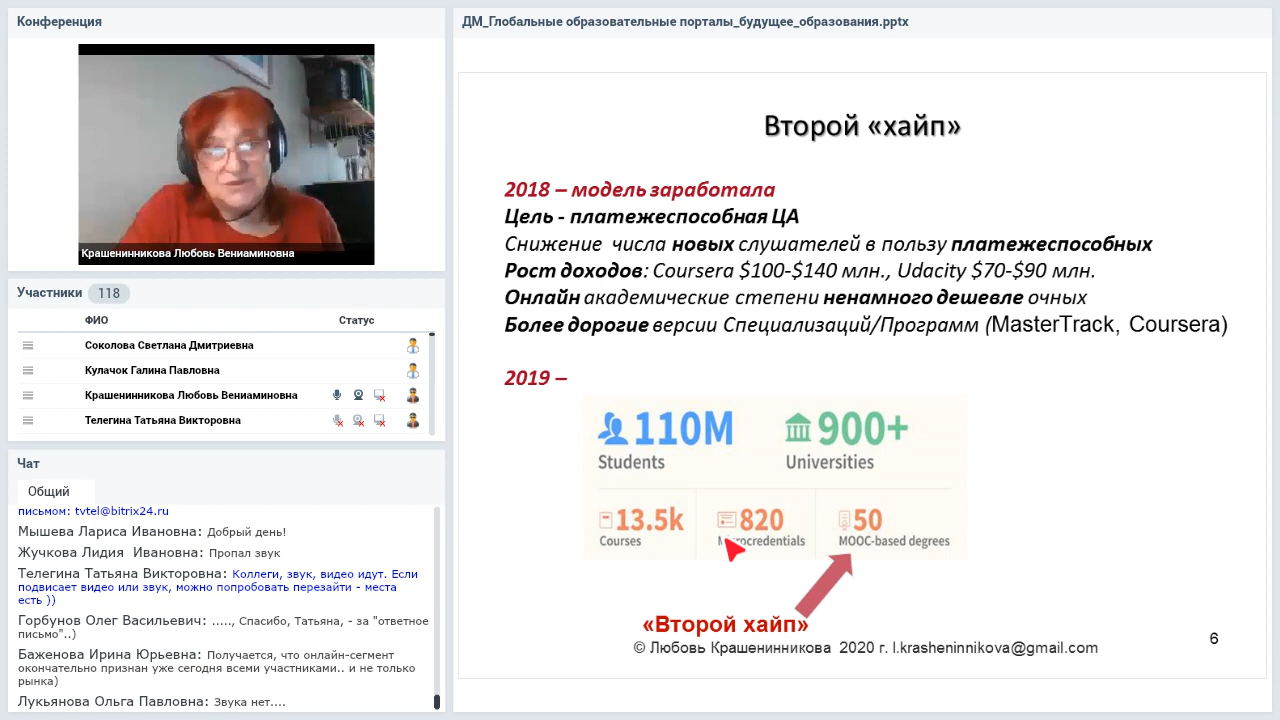 Конференция
Крашенинникова Любовь Вениаминовна
Участники 118
ФИО Статус
Соколова Светлана Дмитриевна
Кулачок Галина Павловна
Крашенинникова Любовь Вениаминовна
Телегина Татьяна Викторовна
Чат
Общий
письмом: tvtel@bitrix24.ru
Мышева Лариса Ивановна: Добрый день!
Жучкова Лидия Ивановна: Пропал звук
Телегина Татьяна Викторовна: Коллеги, звук, видео идут. Если
подвисает видео или звук, можно попробовать перезайти - места
есть ))
Горбунов Олег Васильевич: ....., Спасибо, Татьяна, - за "ответное
письмо"..)
Баженова Ирина Юрьевна: Получается, что онлайн-сегмент
окончательно признан уже сегодня всеми участниками.. и не только
рынка)
Лукьянова Ольга Павловна: Звука нет....
ДМ_Глобальные образовательные порталы_будущее_образования.pptx
Второй «хайп»
2018 – модель заработала
Цель - платежеспособная ЦА
Снижение числа новых слушателей в пользу платежеспособных
Рост доходов: Coursera $100-$140 млн., Udacity $70-$90 млн.
Онлайн академические степени ненамного дешевле очных
Более дорогие версии Специализаций/Программ (MasterTrack, Coursera)
2019 –
110M 900+
Students Universities
13.5k 820 50
Courses Microcredentials MOOC-based degrees
«Второй хайп»
© Любовь Крашенинникова 2020 г. l.krasheninnikova@gmail.com
6